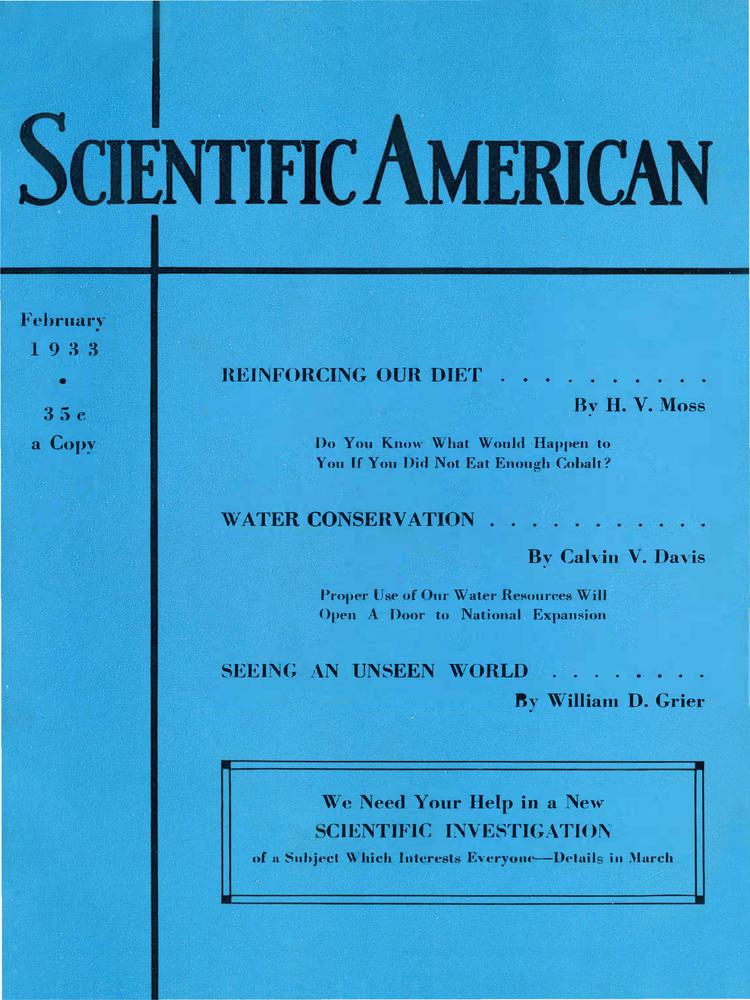 SCIENTIFIC AMERICAN
February
1933
•
35c
a Copy
REINFORCING OUR DIET . . . . . . . . . . .
By H. V. Moss
Do You Know What Would Happen to
You If You Did Not Eat Enough Cobalt?
WATER CONSERVATION . . . . . . . . . . .
By Calvin V. Davis
Proper Use of Our Water Resources Will
Open A Door to National Expansion
SEEING AN UNSEEN WORLD . . . . . . . .
By William D. Grier
We Need Your Help in a New
SCIENTIFIC INVESTIGATION
of a Subject Which Interests Everyone—Details in March